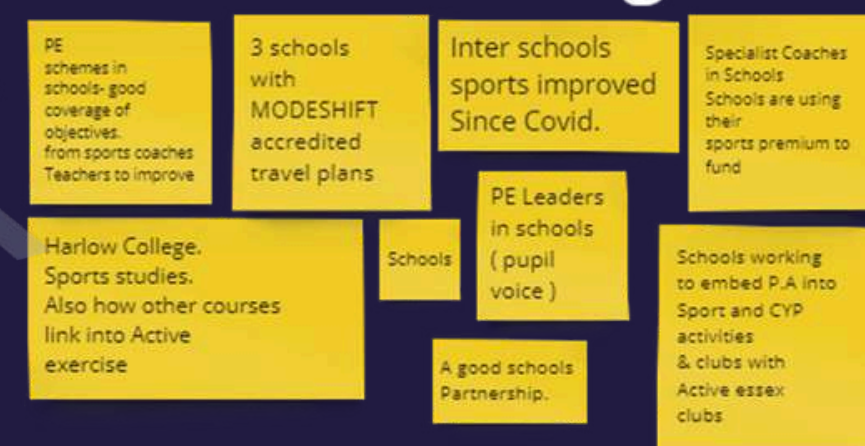 PE
schemes in
schools- good
coverage of
objectives.
from sports coaches
Teachers to improve
3 schools
with
MODESHIFT
accredited
travel plans
Inter schools
sports improved
Since Covid.
Specialist Coaches
in Schools
Schools are using
their
sports premium to
fund
Harlow College.
Sports studies.
Also how other courses
link into Active
exercise
Schools
PE Leaders
in schools
( pupil
voice )
A good schools
Partnership.
Schools working
to embed P.A into
Sport and CYP
activities
& clubs with
Active essex
clubs